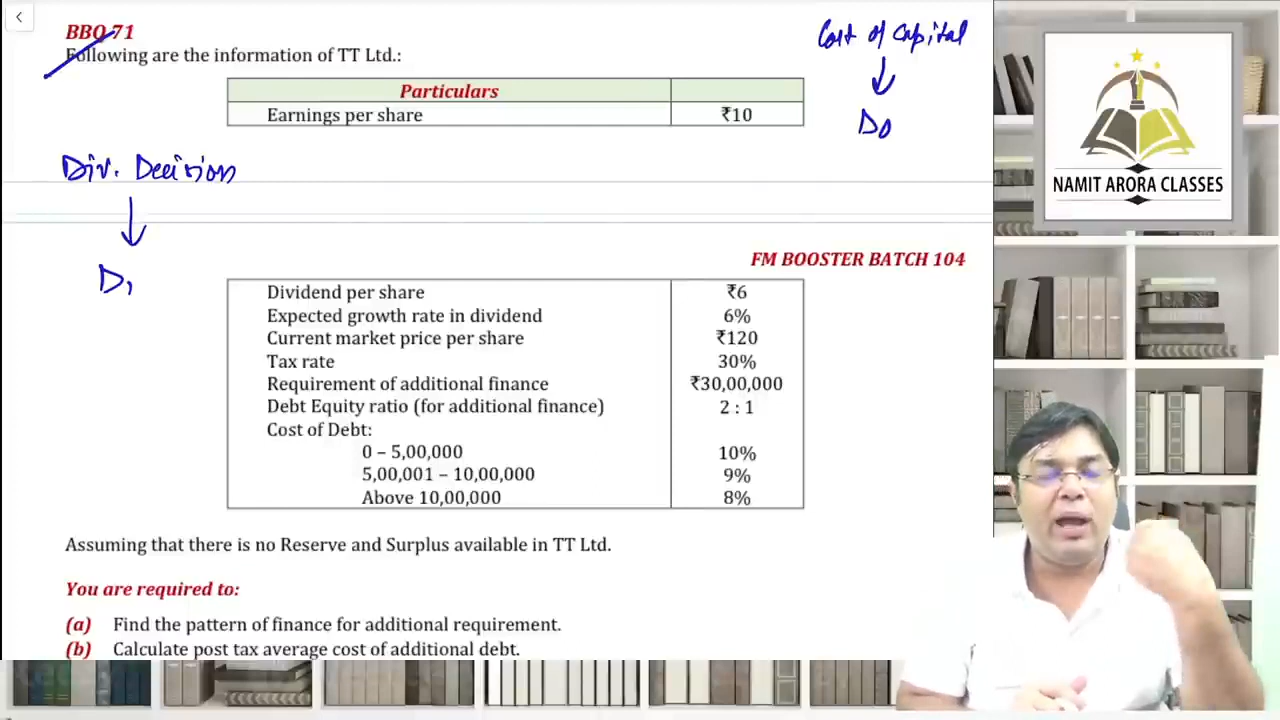 BBQ 71
Following are the information of TT Ltd.:
Cost of Capital
D0
Particulars
Earnings per share ₹10
Div. Decision
D1
NAMIT ARORA CLASSES
FM BOOSTER BATCH 104
Dividend per share ₹6
Expected growth rate in dividend 6%
Current market price per share ₹120
Tax rate 30%
Requirement of additional finance ₹30,00,000
Debt Equity ratio (for additional finance) 2 : 1
Cost of Debt:
0 – 5,00,000 10%
5,00,001 – 10,00,000 9%
Above 10,00,000 8%
Assuming that there is no Reserve and Surplus available in TT Ltd.
You are required to:
(a) Find the pattern of finance for additional requirement.
(b) Calculate post tax average cost of additional debt.